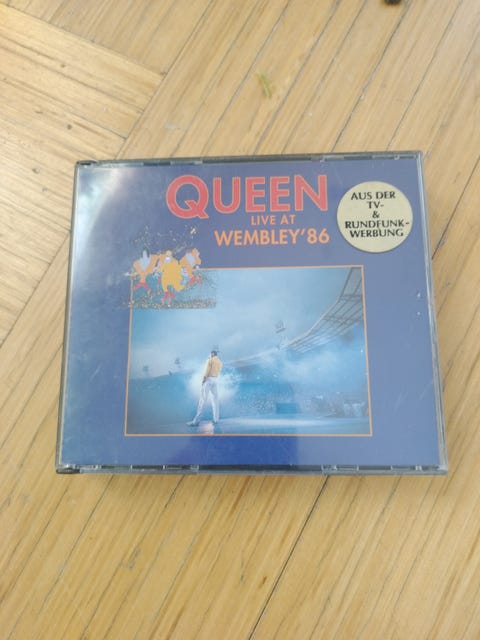 QUEEN
LIVE AT
WEMBLEY'86
AUS DER
TV-
&
RUNDFUNK-
WERBUNG